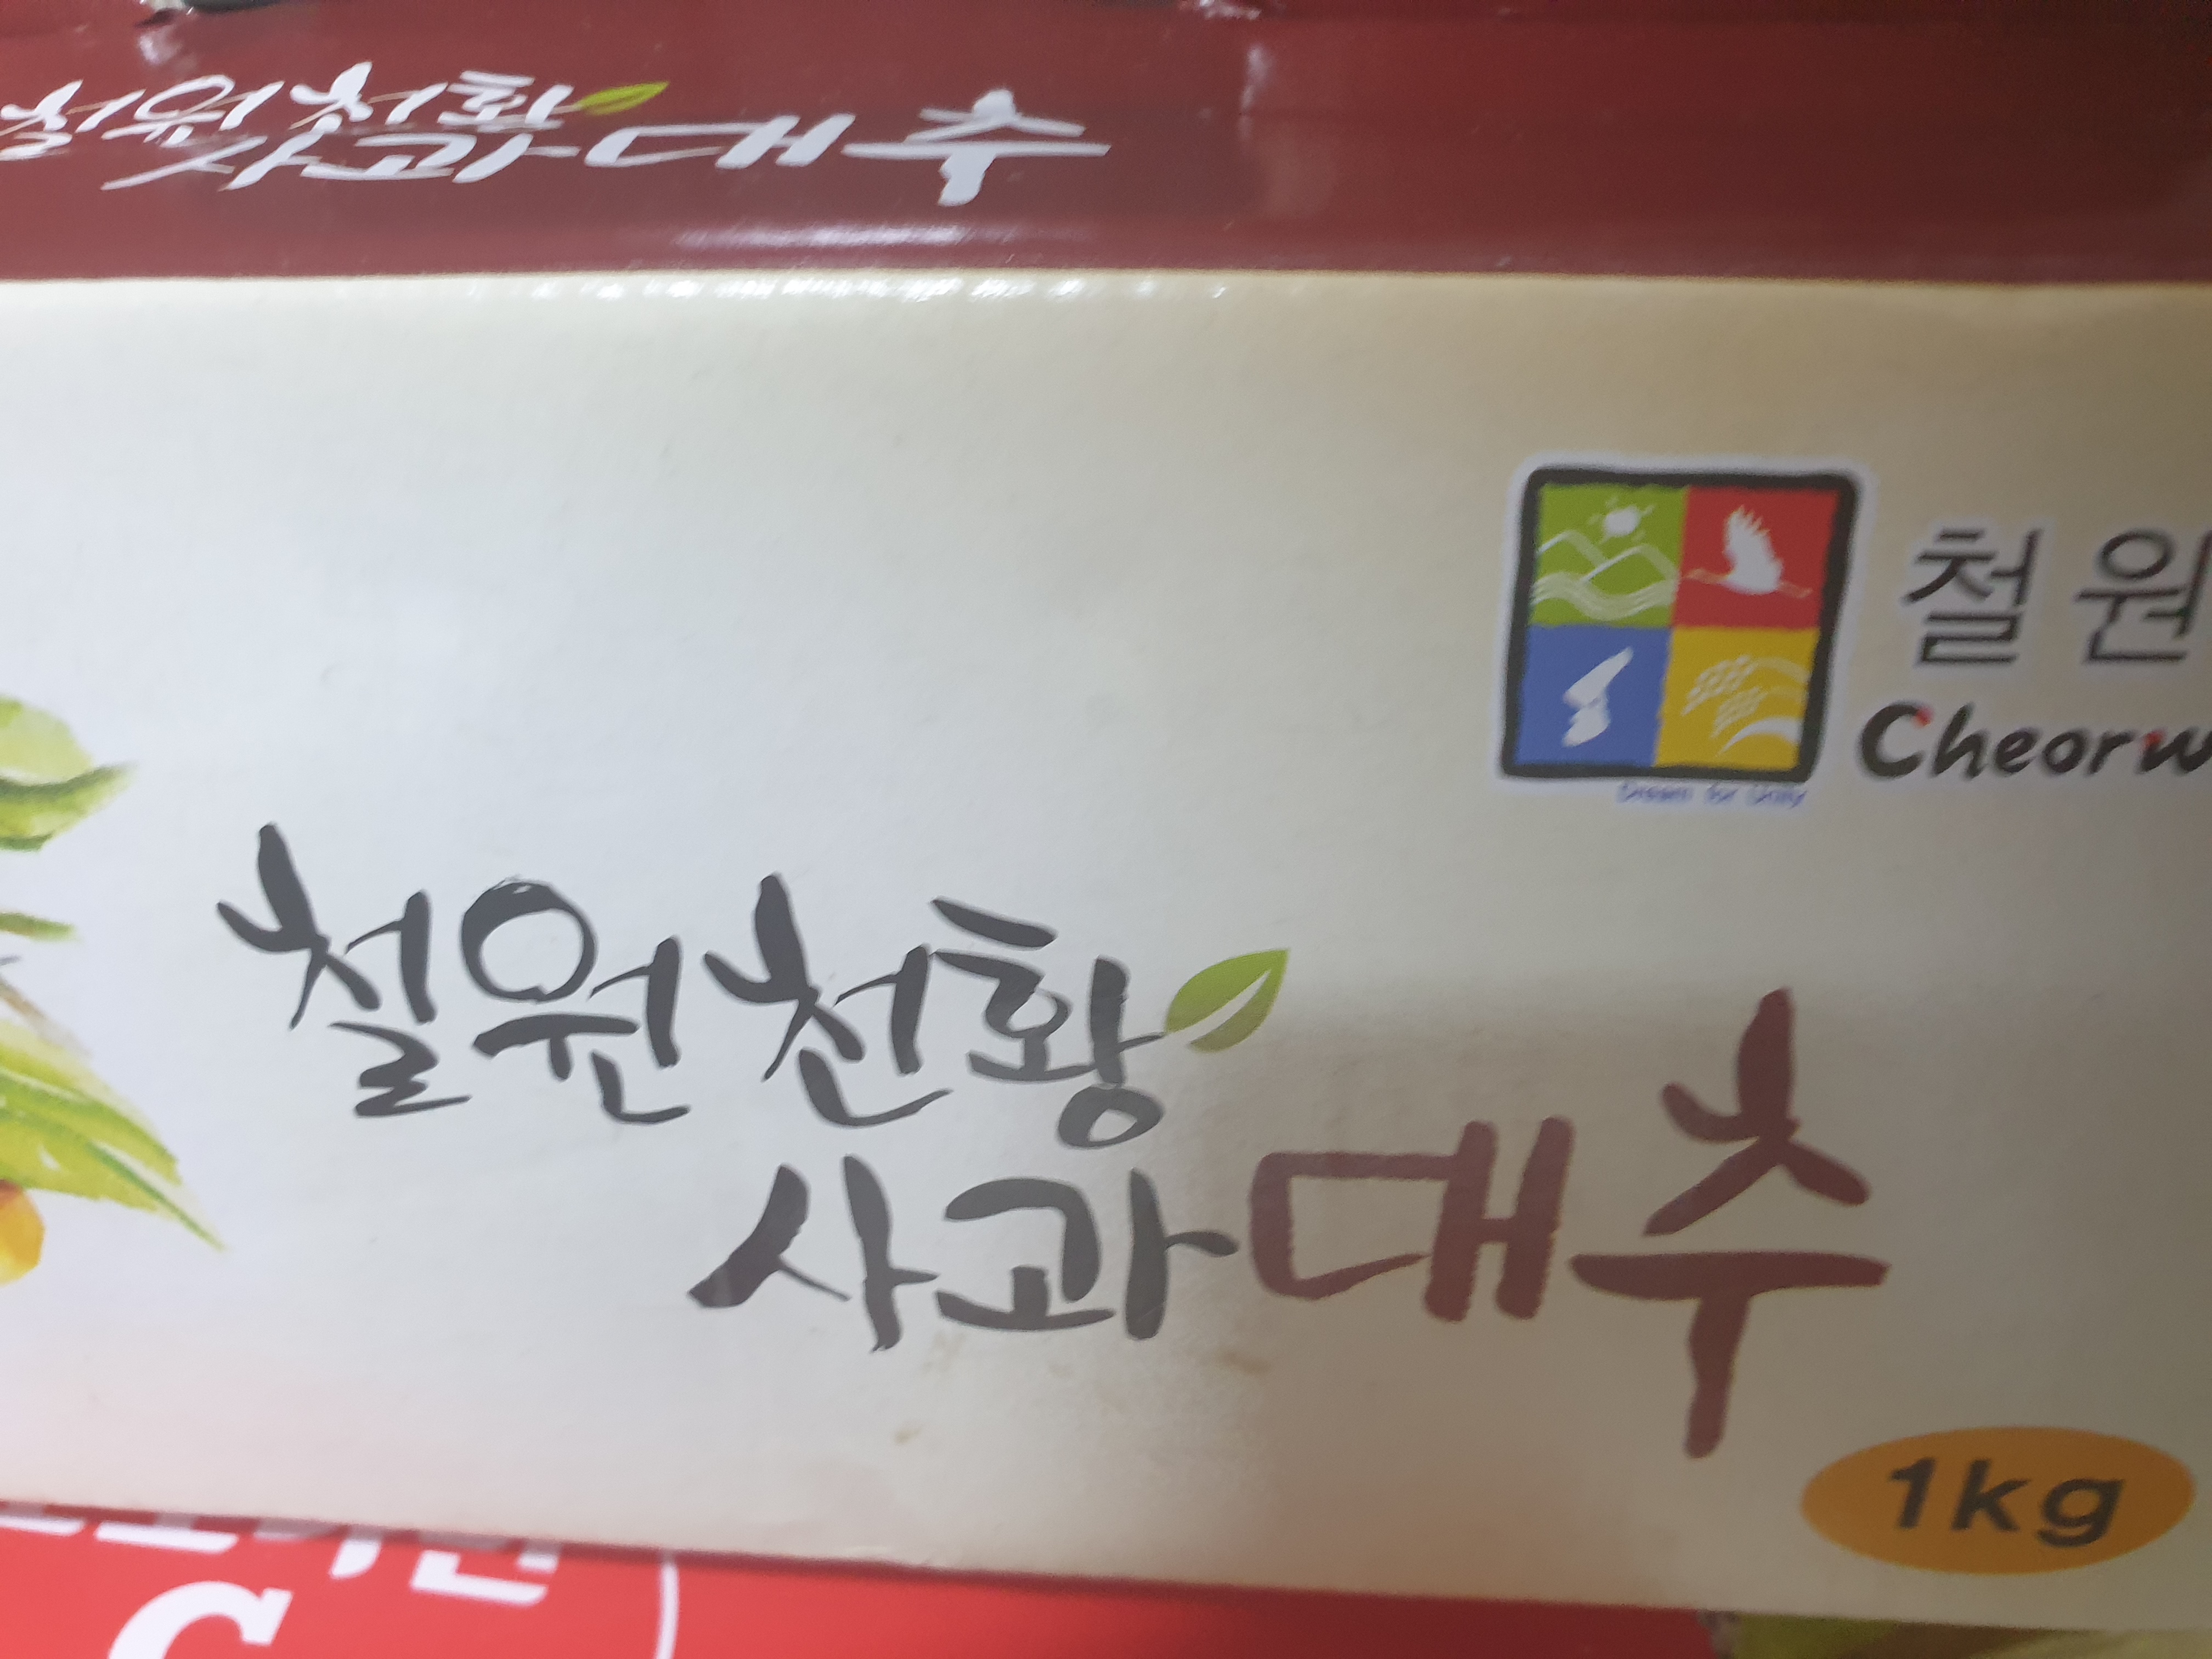 철원천황
사과대추
철원
Cheorw
Dream for Unity
철원천황
사과대추
1kg